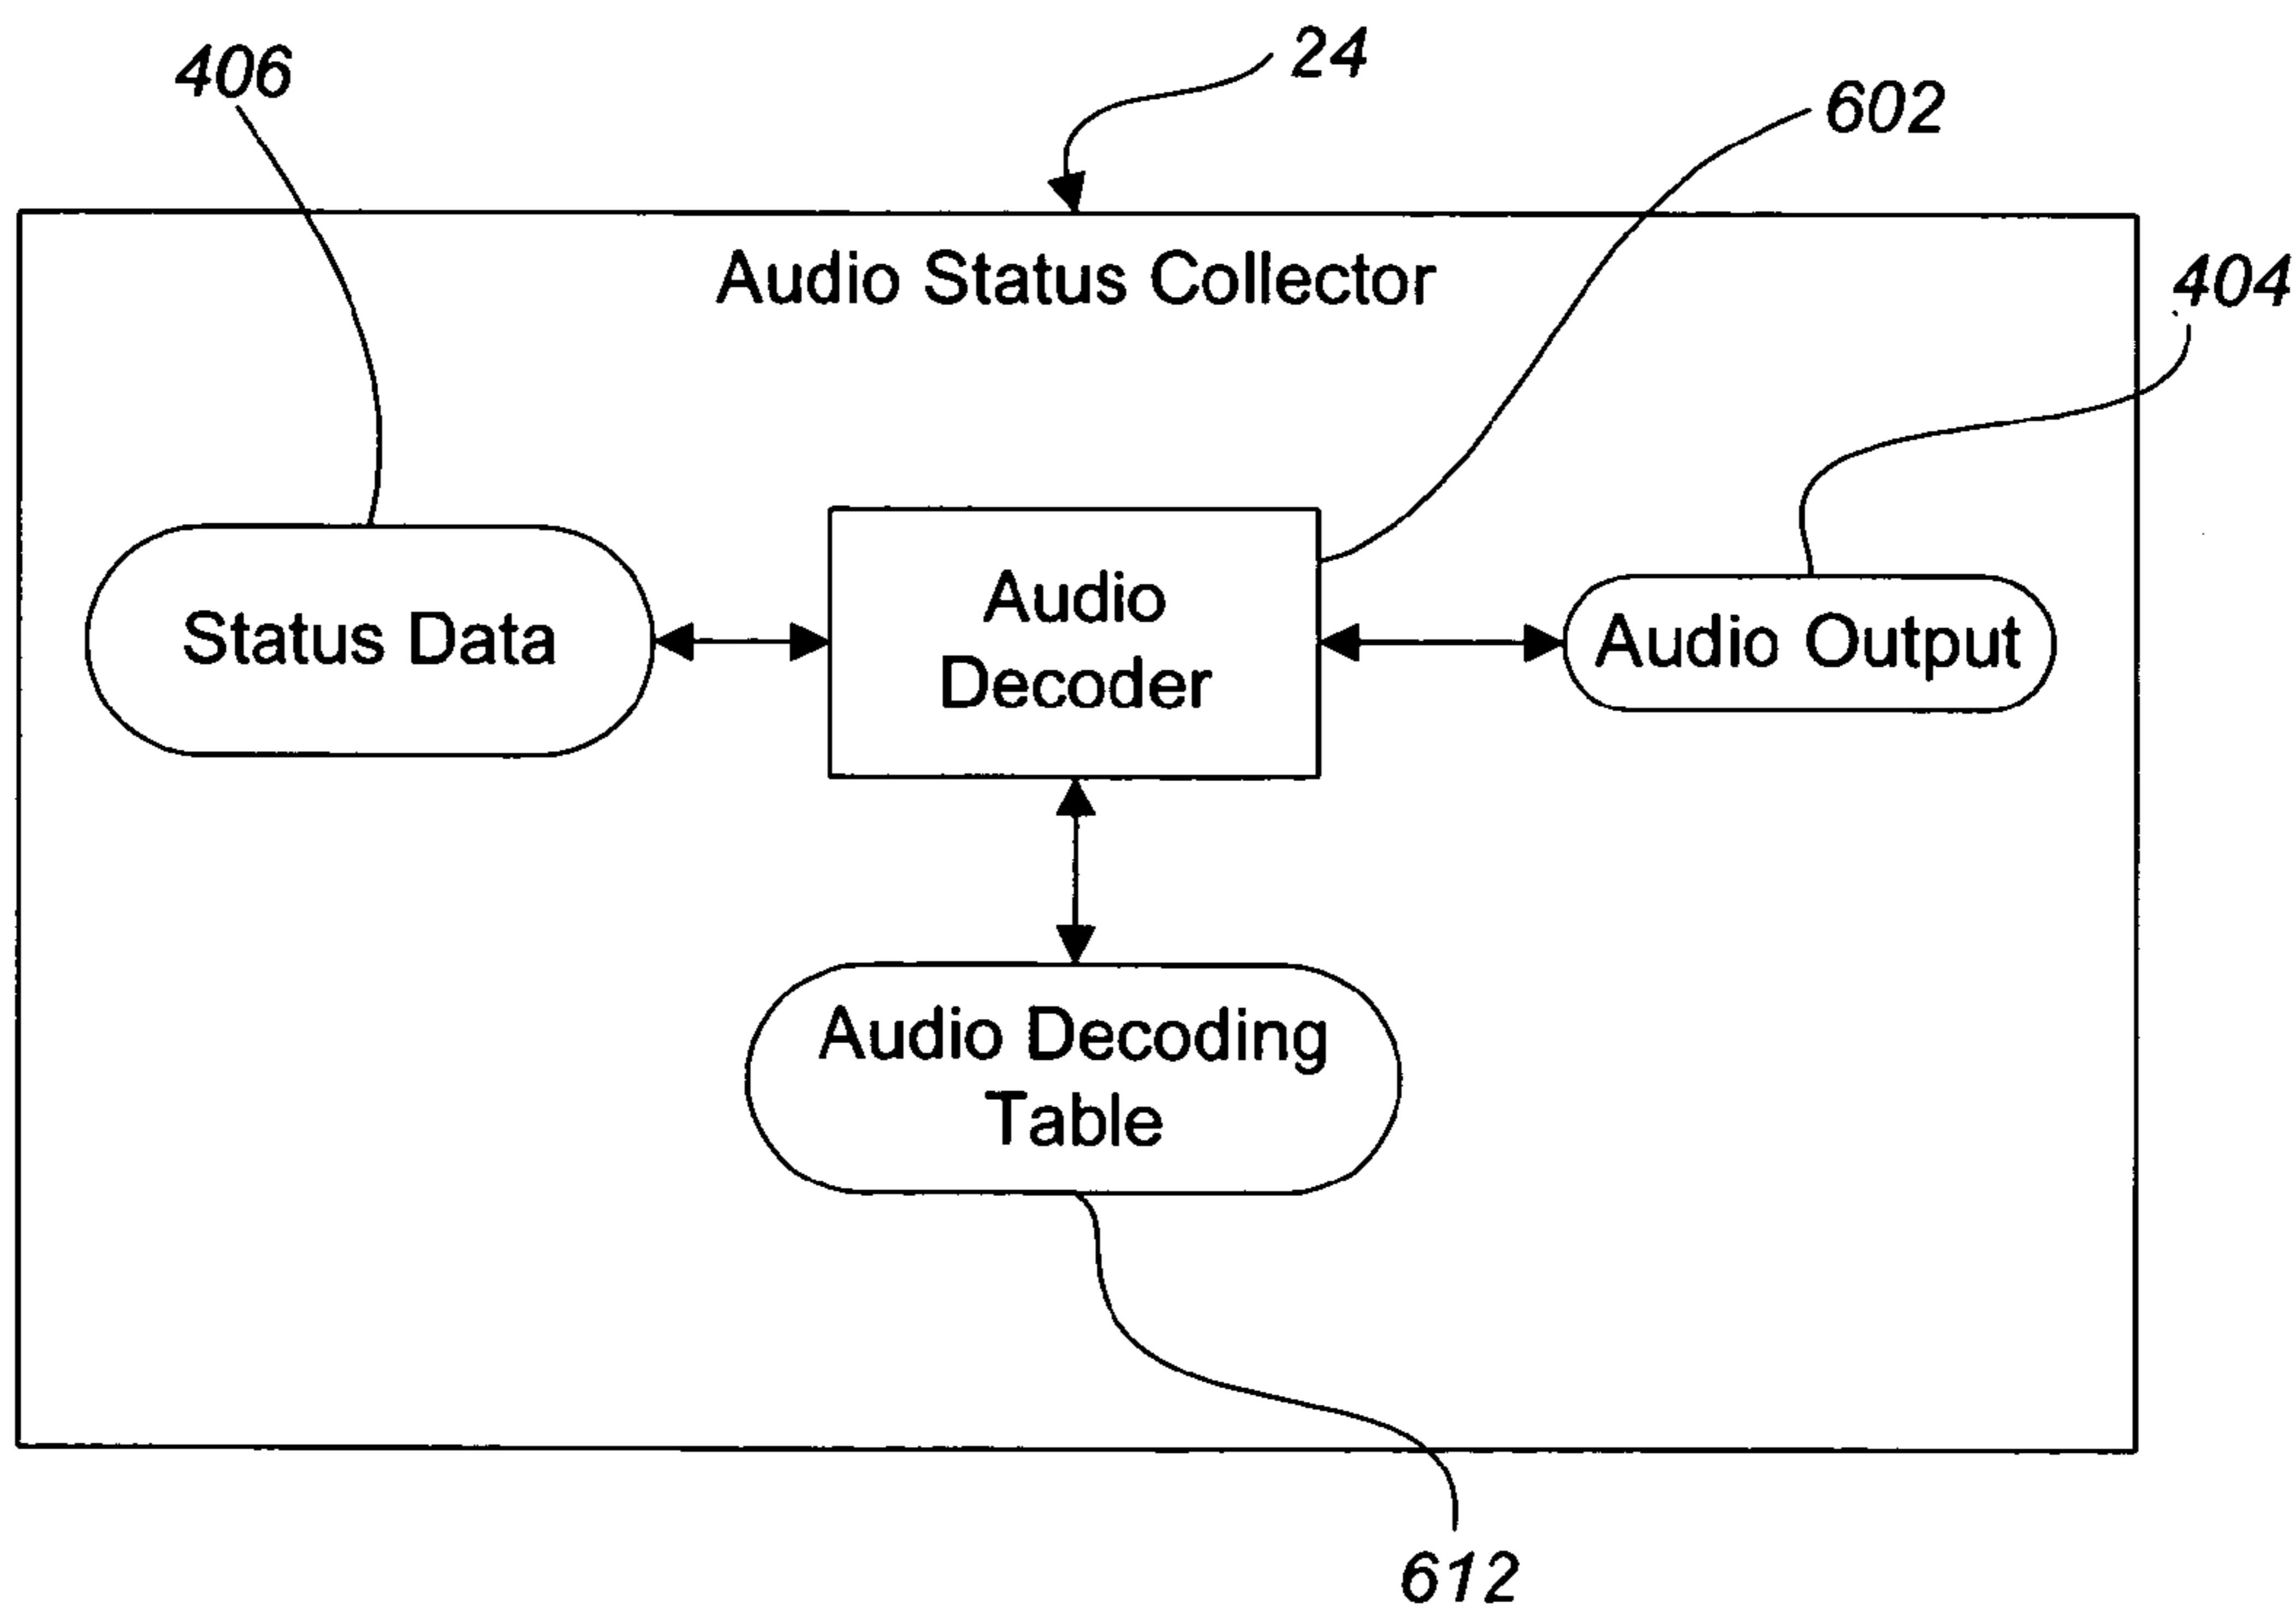 24
406
602
Audio Status Collector
404
Status Data
Audio
Decoder
Audio Output
Audio Decoding
Table
612